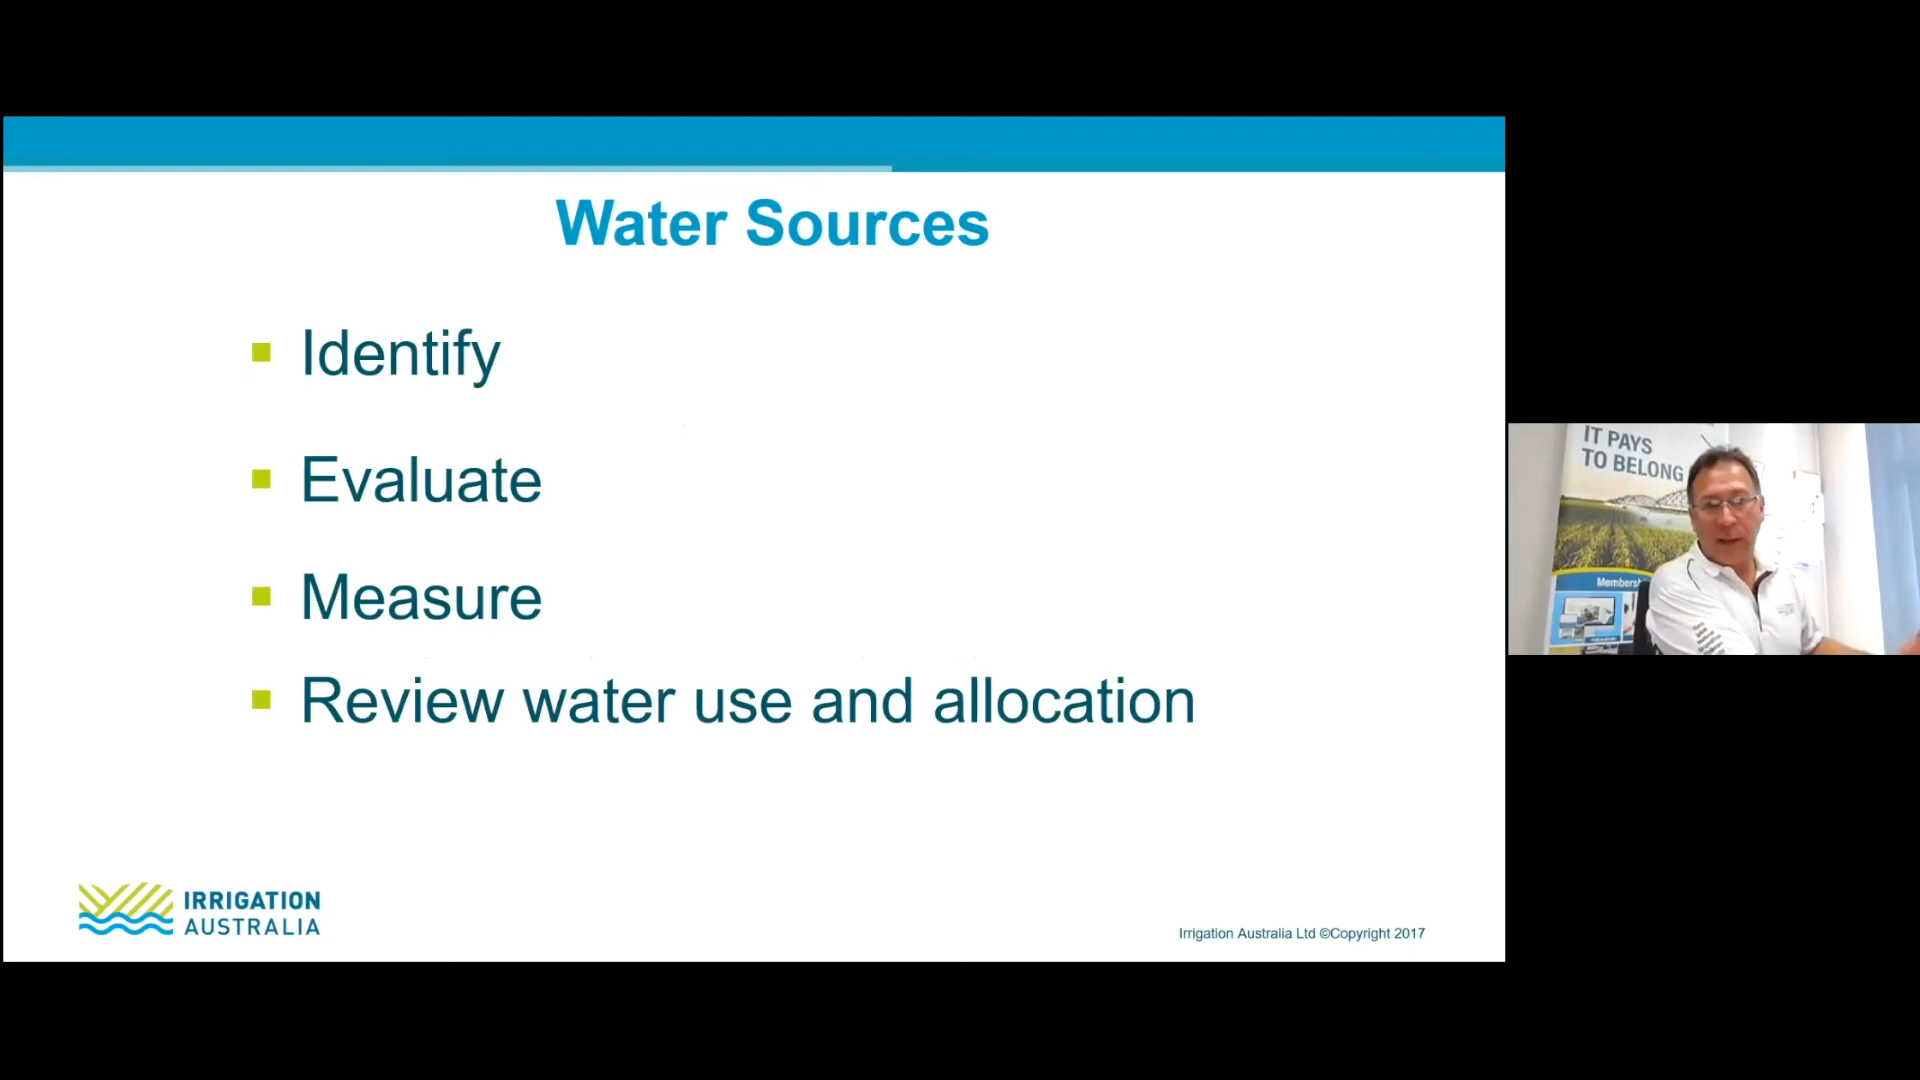 Water Sources
Identify
Evaluate
Measure
Review water use and allocation
IRRIGATION
AUSTRALIA
Irrigation Australia Ltd ©Copyright 2017
IT PAYS
TO BELONG